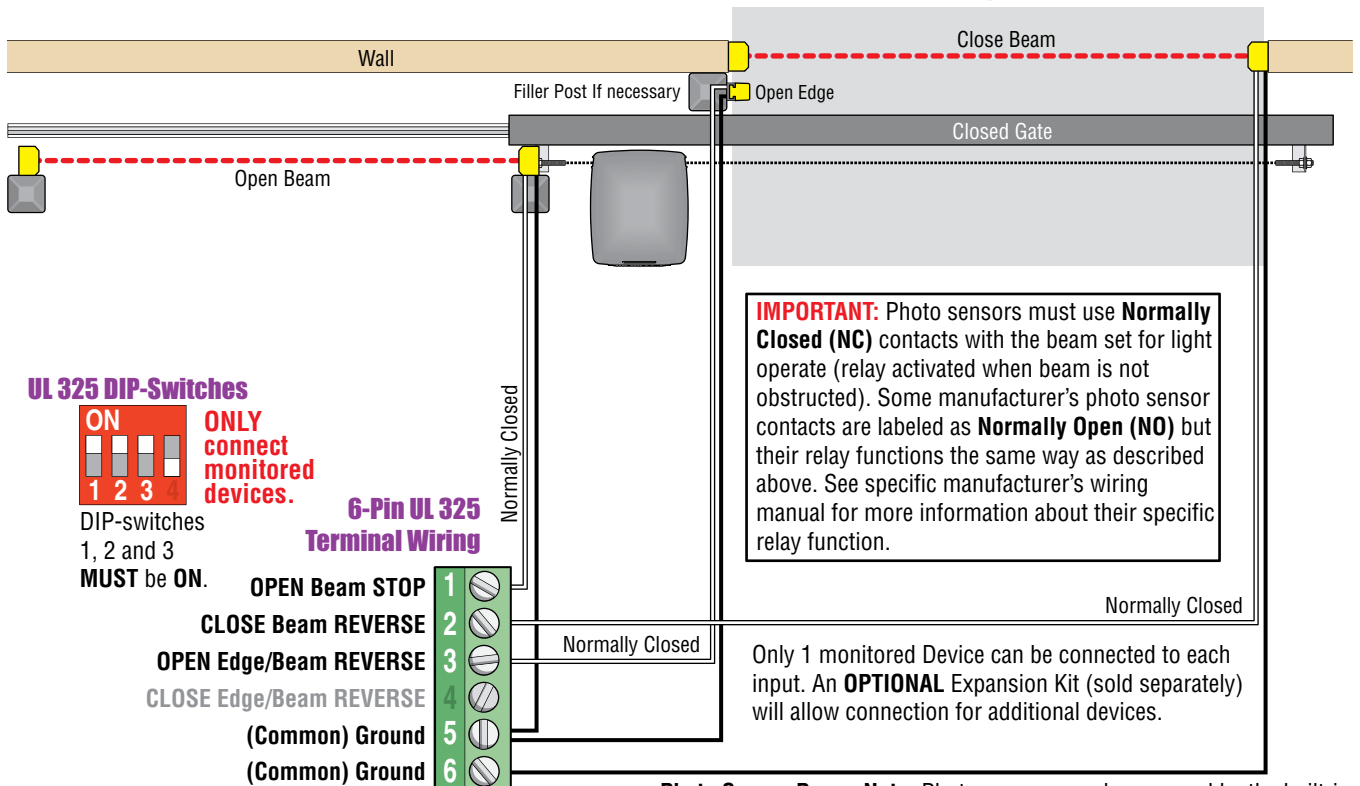 Close Beam
Wall
Filler Post If necessary
Open Edge
Closed Gate
Open Beam
IMPORTANT: Photo sensors must use Normally
Closed (NC) contacts with the beam set for light
operate (relay activated when beam is not
obstructed). Some manufacturer's photo sensor
contacts are labeled as Normally Open (NO) but
their relay functions the same way as described
above. See specific manufacturer's wiring
manual for more information about their specific
relay function.
UL 325 DIP-Switches
ON
1 2 3 4
ONLY
connect
monitored
devices.
DIP-switches
1, 2 and 3
MUST be ON.
Normally Closed
6-Pin UL 325
Terminal Wiring
OPEN Beam STOP 1
CLOSE Beam REVERSE 2
OPEN Edge/Beam REVERSE 3
CLOSE Edge/Beam REVERSE 4
(Common) Ground 5
(Common) Ground 6
Normally Closed
Normally Closed
Only 1 monitored Device can be connected to each
input. An OPTIONAL Expansion Kit (sold separately)
will allow connection for additional devices.